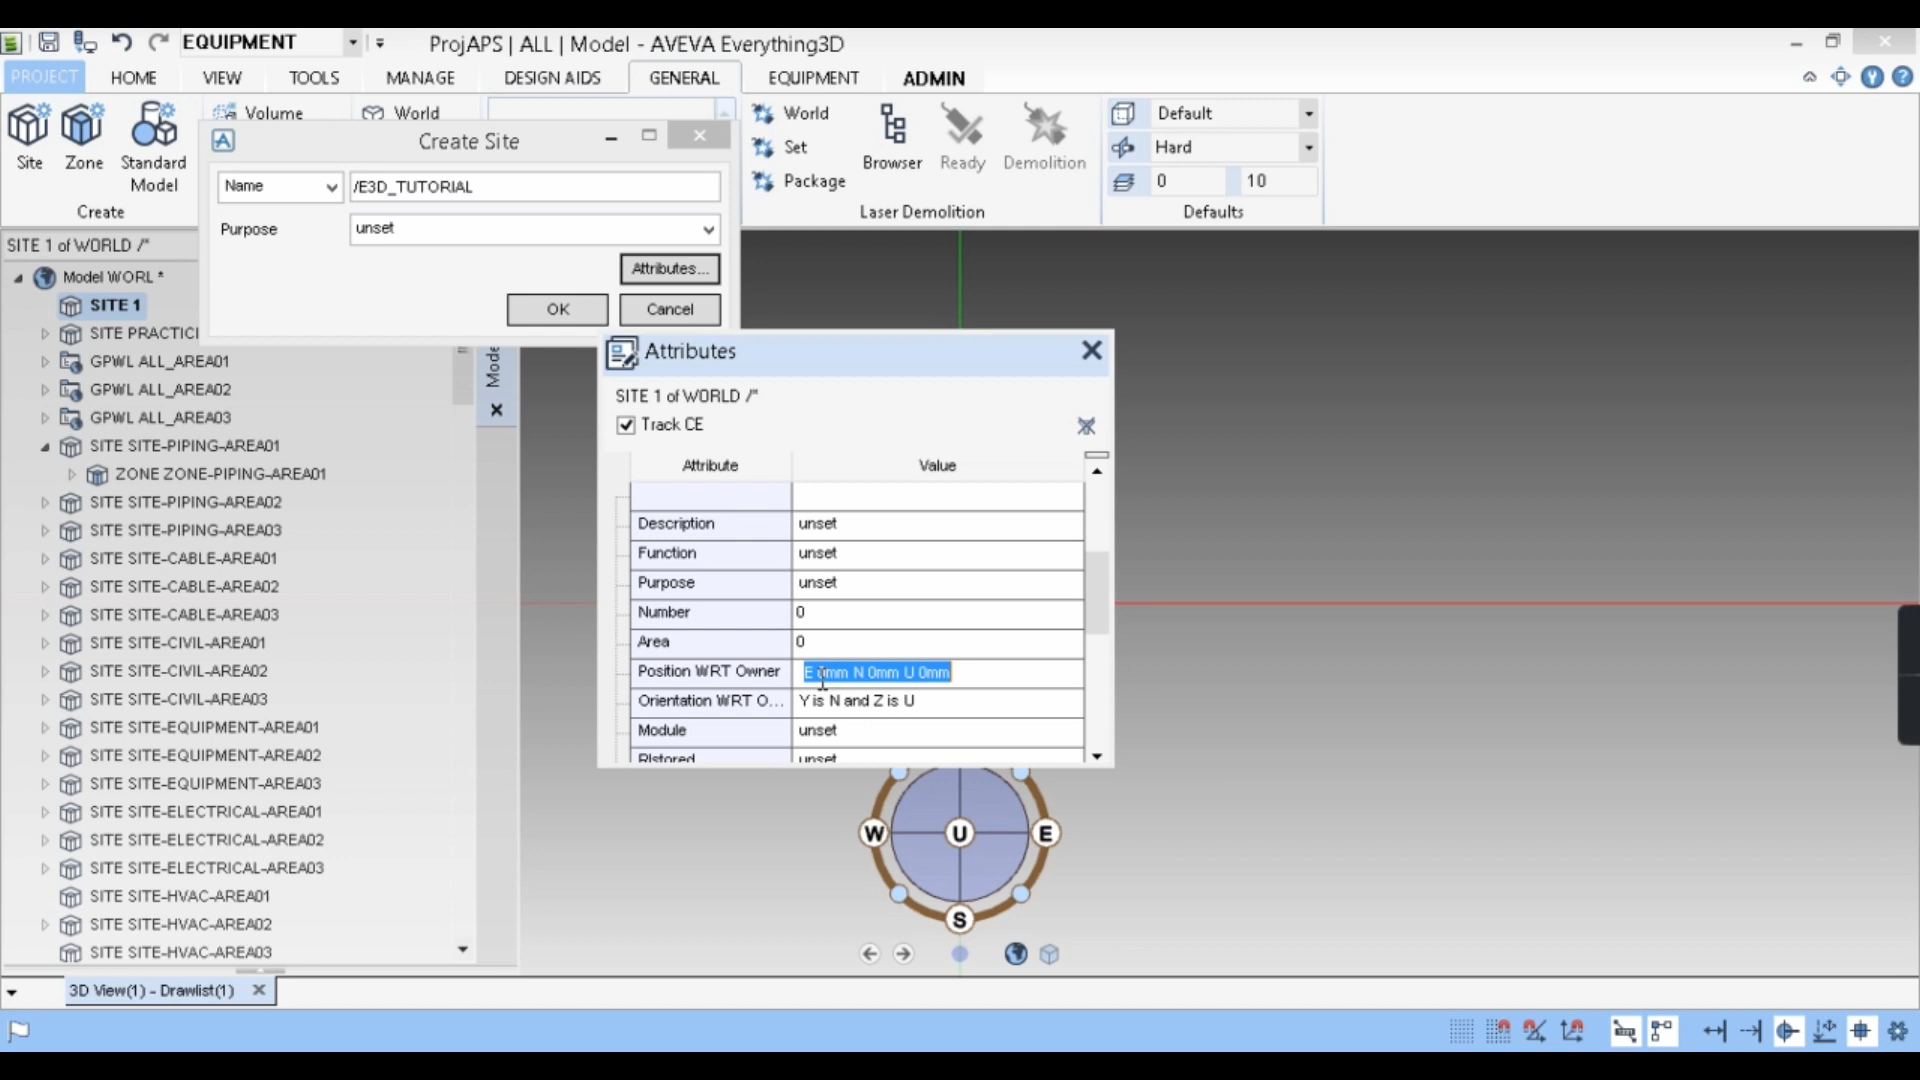 EQUIPMENT
ProjAPS | ALL | Model - AVEVA Everything3D
PROJECT HOME VIEW TOOLS MANAGE DESIGN AIDS GENERAL EQUIPMENT ADMIN
Site Zone Standard Model
Create
Volume
World
World
Set
Package
Browser Ready Demolition
Laser Demolition
Default
Hard
0 10
Defaults
Create Site
Name /E3D_TUTORIAL
Purpose unset
Attributes...
OK Cancel
SITE 1 of WORLD /*
Model WORL *
SITE 1
SITE PRACTICI
GPWL ALL_AREA01
GPWL ALL_AREA02
GPWL ALL_AREA03
SITE SITE-PIPING-AREA01
ZONE ZONE-PIPING-AREA01
SITE SITE-PIPING-AREA02
SITE SITE-PIPING-AREA03
SITE SITE-CABLE-AREA01
SITE SITE-CABLE-AREA02
SITE SITE-CABLE-AREA03
SITE SITE-CIVIL-AREA01
SITE SITE-CIVIL-AREA02
SITE SITE-CIVIL-AREA03
SITE SITE-EQUIPMENT-AREA01
SITE SITE-EQUIPMENT-AREA02
SITE SITE-EQUIPMENT-AREA03
SITE SITE-ELECTRICAL-AREA01
SITE SITE-ELECTRICAL-AREA02
SITE SITE-ELECTRICAL-AREA03
SITE SITE-HVAC-AREA01
SITE SITE-HVAC-AREA02
SITE SITE-HVAC-AREA03
Mode
Attributes
SITE 1 of WORLD /*
Track CE
Attribute Value
Description unset
Function unset
Purpose unset
Number 0
Area 0
Position WRT Owner E 0mm N 0mm U 0mm
Orientation WRT O... Y is N and Z is U
Module unset
Rlstored unset
W U E
S
3D View(1) - Drawlist(1)